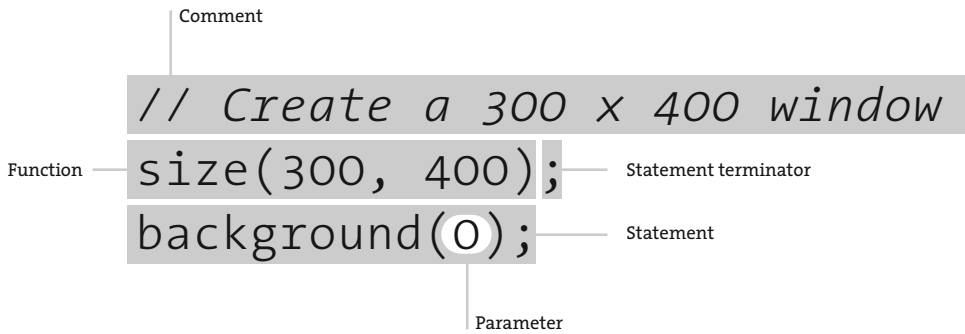 Comment
// Create a 300 x 400 window
Function
size(300, 400);
Statement terminator
background(0);
Statement
Parameter